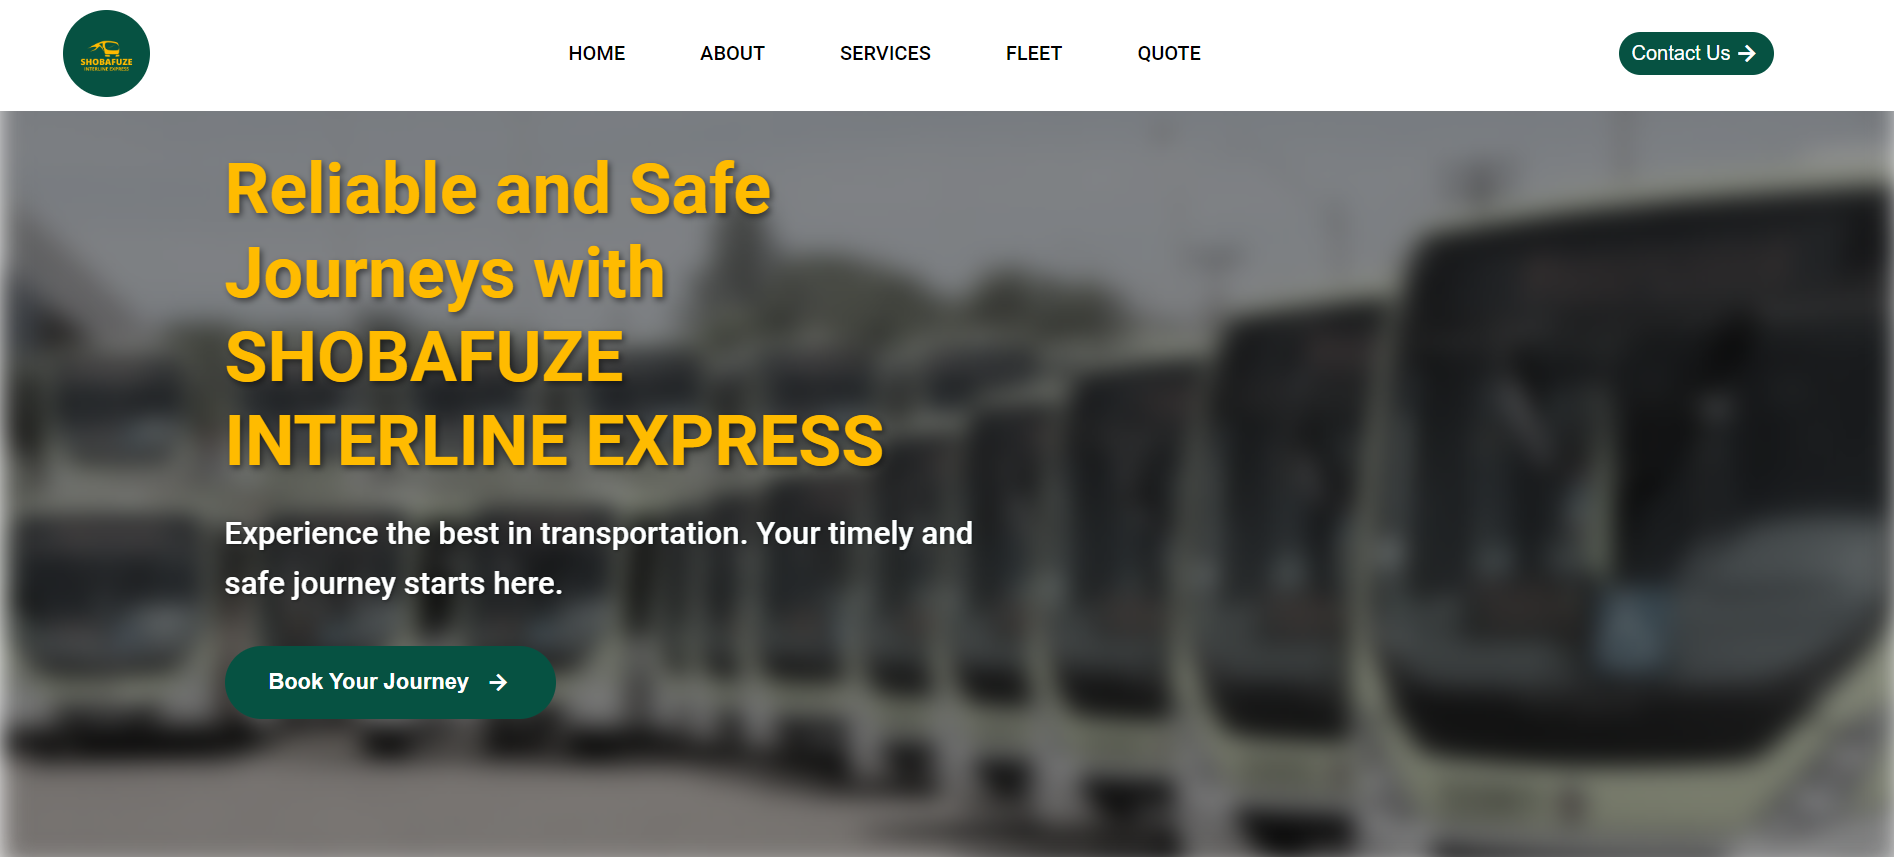 SHOBAFUZE
INTERLINE EXPRESS
HOME
ABOUT
SERVICES
FLEET
QUOTE
Contact Us
Reliable and Safe
Journeys with
SHOBAFUZE
INTERLINE EXPRESS
Experience the best in transportation. Your timely and
safe journey starts here.
Book Your Journey